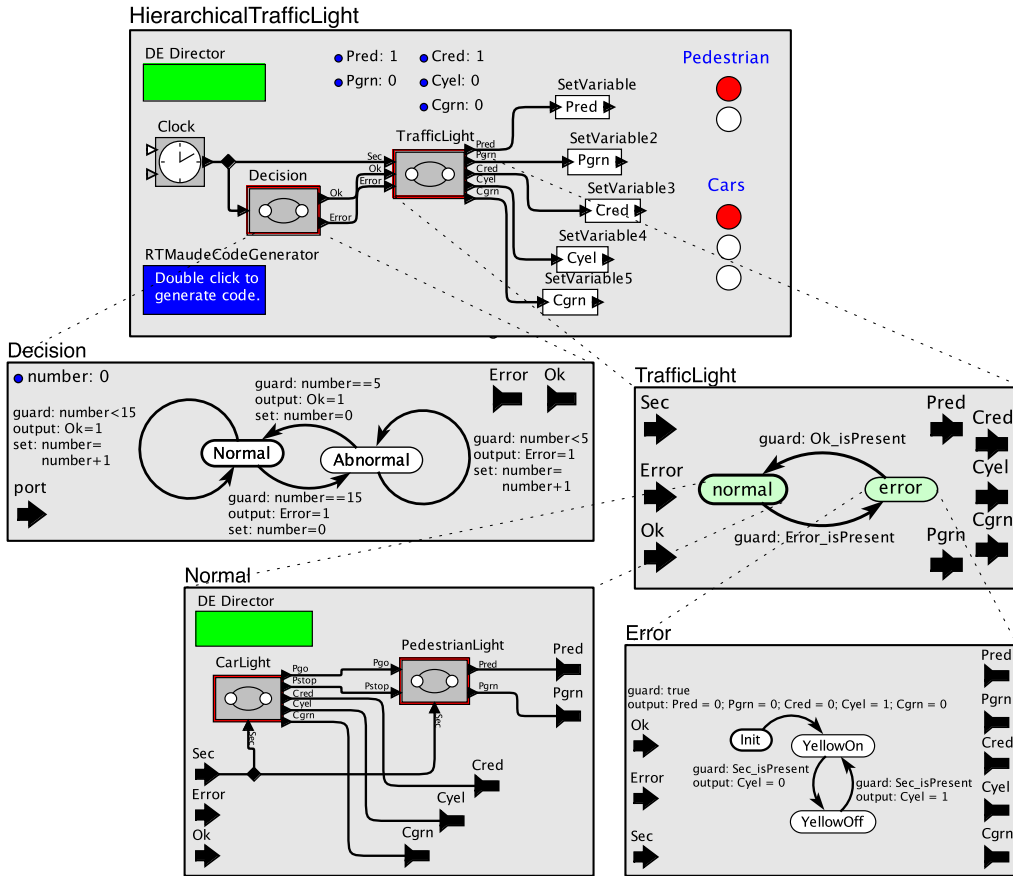 HierarchicalTrafficLight
DE Director
Pred: 1
Cred: 1
Pgrn: 0
Cyel: 0
Cgrn: 0
Pedestrian
Clock
Decision
Ok
Error
TrafficLight
Sec
Ok
Error
Pred
Pgrn
Cred
Cyel
Cgrn
SetVariable
Pred
SetVariable2
Pgrn
SetVariable3
Cred
SetVariable4
Cyel
SetVariable5
Cgrn
Cars
RTMaudeCodeGenerator
Double click to
generate code.
Decision
number: 0
guard: number<15
output: Ok=1
set: number=
number+1
guard: number==5
output: Ok=1
set: number=0
Normal
Abnormal
guard: number==15
output: Error=1
set: number=0
guard: number<5
output: Error=1
set: number=
number+1
Error
Ok
port
TrafficLight
Sec
Error
Ok
guard: Ok_isPresent
normal
error
guard: Error_isPresent
Pred
Cred
Cyel
Cgrn
Pgrn
Normal
DE Director
CarLight
Pgo
Pstop
Cred
Cyel
Cgrn
Sec
PedestrianLight
Pgo
Pstop
Pred
Pgrn
Sec
Pred
Pgrn
Sec
Error
Ok
Cred
Cyel
Cgrn
Error
guard: true
output: Pred = 0; Pgrn = 0; Cred = 0; Cyel = 1; Cgrn = 0
Ok
Error
Sec
Init
YellowOn
guard: Sec_isPresent
output: Cyel = 0
guard: Sec_isPresent
output: Cyel = 1
YellowOff
Pred
Pgrn
Cred
Cyel
Cgrn